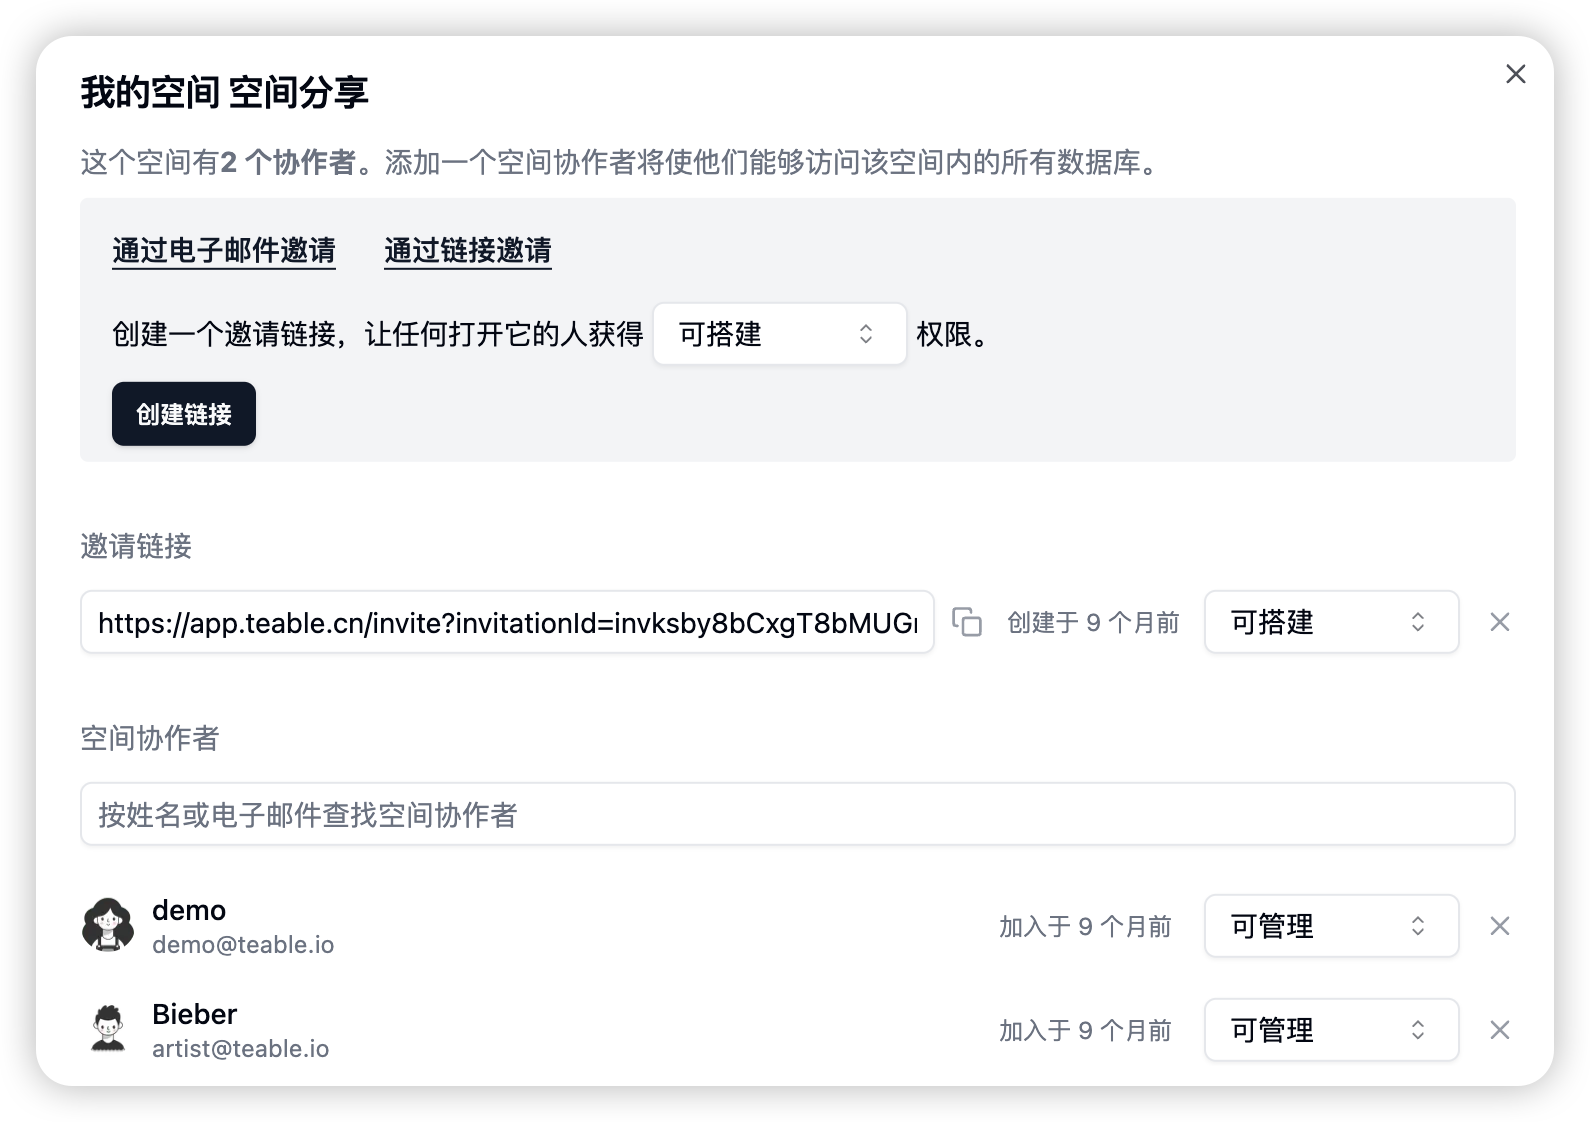 我的空间 空间分享
这个空间有2 个协作者。添加一个空间协作者将使他们能够访问该空间内的所有数据库。
通过电子邮件邀请 通过链接邀请
创建一个邀请链接，让任何打开它的人获得 可搭建 权限。
创建链接
邀请链接
https://app.teable.cn/invite?invitationId=invksby8bCxgT8bMUG 创建于 9 个月前 可搭建
空间协作者
按姓名或电子邮件查找空间协作者
demo
demo@teable.io
加入于 9 个月前 可管理
Bieber
artist@teable.io
加入于 9 个月前 可管理